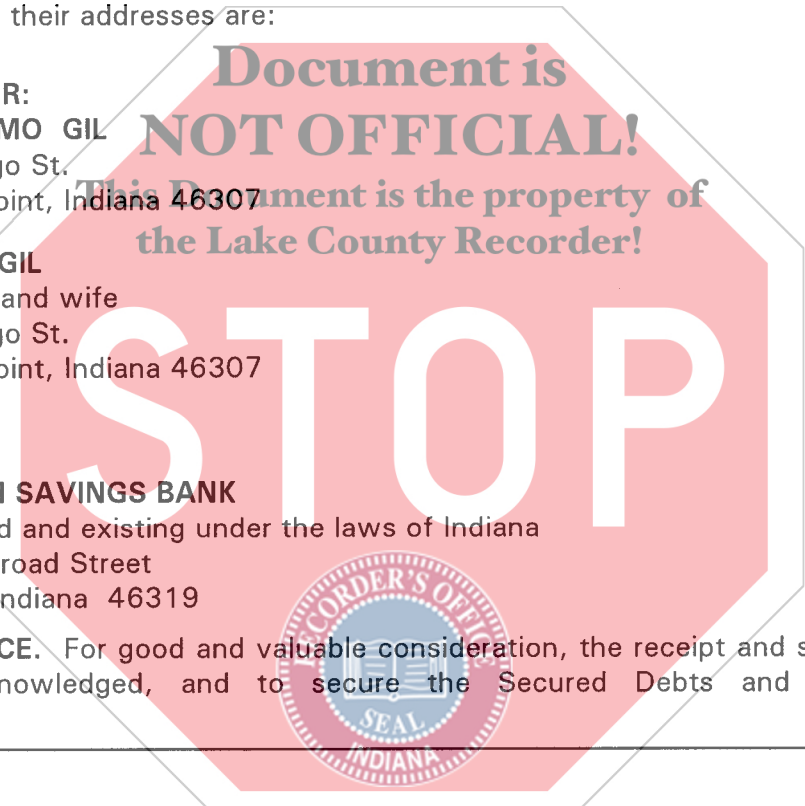 their addresses are:
Document is
R:
MO GIL
NOT OFFICIAL!
go St.
This Document is the property of
oint, Indiana 46307
the Lake County Recorder!
GIL
and wife
go St.
oint, Indiana 46307
STOP
SAVINGS BANK
d and existing under the laws of Indiana
road Street
ndiana 46319
CE. For good and valuable consideration, the receipt and s
nowledged, and to secure the Secured Debts and
RECORDER'S OFFICE
SEAL
INDIANA